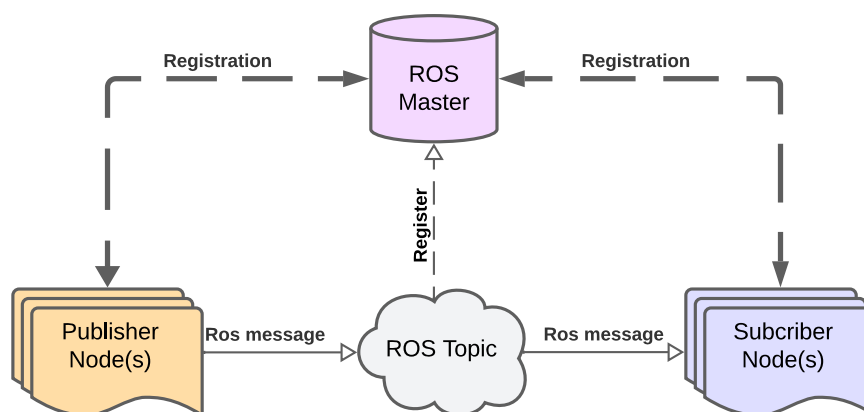 Registration
ROS
Master
Registration
Register
Publisher
Node(s)
Ros message
ROS Topic
Ros message
Subcriber
Node(s)